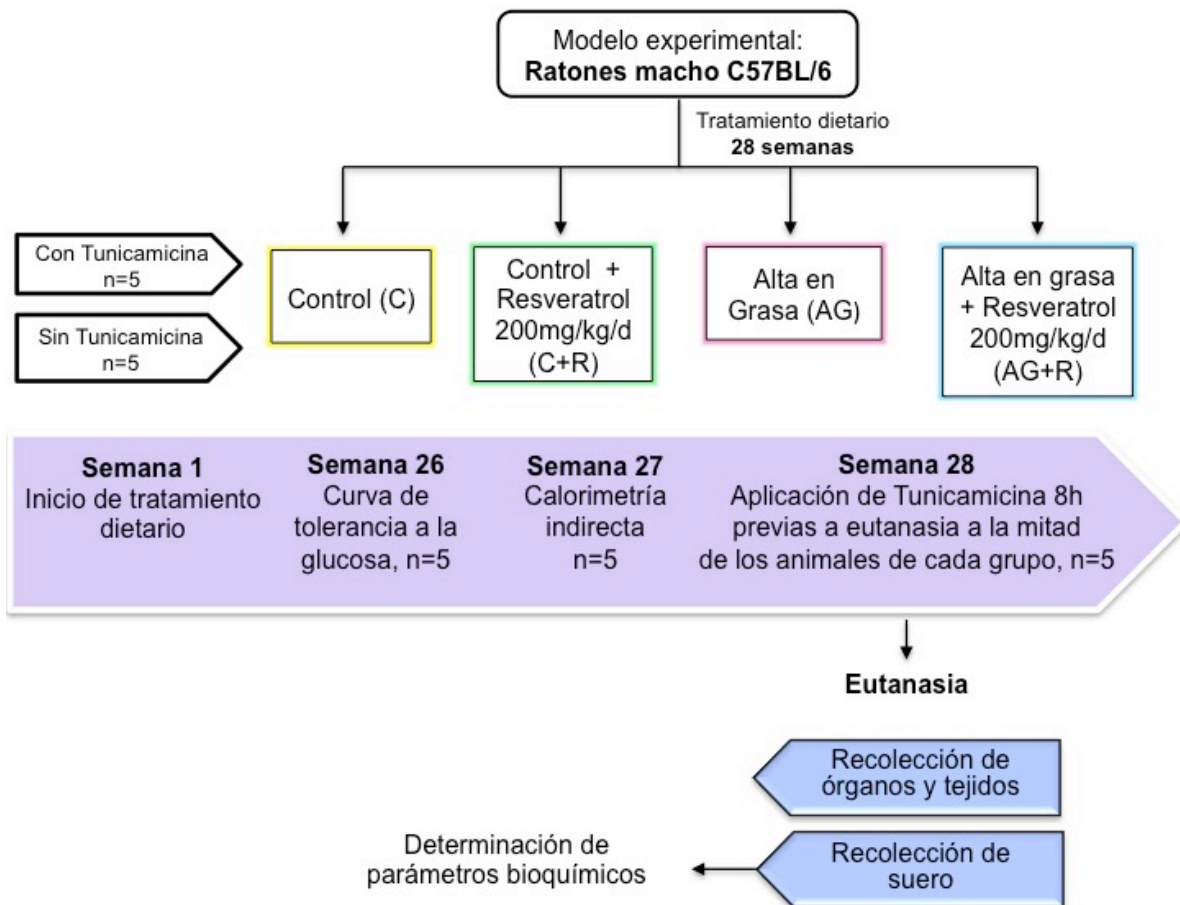 Modelo experimental:
Ratones macho C57BL/6
Tratamiento dietario
28 semanas
Con Tunicamicina
n=5
Sin Tunicamicina
n=5
Control (C)
Control +
Resveratrol
200mg/kg/d
(C+R)
Alta en
Grasa (AG)
Alta en grasa
+ Resveratrol
200mg/kg/d
(AG+R)
Semana 1
Inicio de tratamiento
dietario
Semana 26
Curva de
tolerancia a la
glucosa, n=5
Semana 27
Calorimetría
indirecta
n=5
Semana 28
Aplicación de Tunicamicina 8h
previas a eutanasia a la mitad
de los animales de cada grupo, n=5
Eutanasia
Recolección de
órganos y tejidos
Recolección de
suero
Determinación de
parámetros bioquímicos